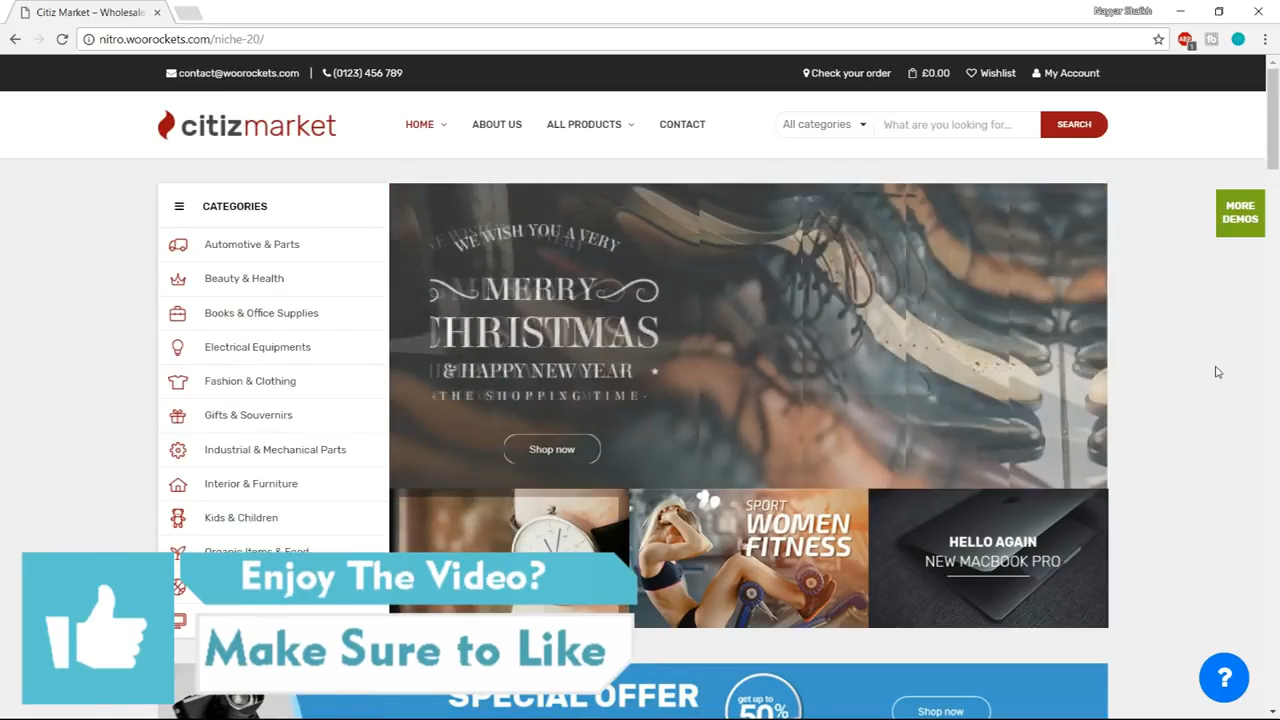 Citiz Market – Wholesale
Nayyar Shaikh
nitro.woorockets.com/niche-20/
contact@woorockets.com | (0123) 456 789
Check your order £0.00 Wishlist My Account
citizmarket
HOME ABOUT US ALL PRODUCTS CONTACT
All categories What are you looking for... SEARCH
MORE
DEMOS
CATEGORIES
Automotive & Parts
Beauty & Health
Books & Office Supplies
Electrical Equipments
Fashion & Clothing
Gifts & Souvernirs
Industrial & Mechanical Parts
Interior & Furniture
Kids & Children
Organic Items & Food
WE WISH YOU A VERY
MERRY
CHRISTMAS
& HAPPY NEW YEAR
- THE SHOPPING TIME -
Shop now
SPORT
WOMEN
FITNESS
HELLO AGAIN
NEW MACBOOK PRO
Enjoy The Video?
Make Sure to Like
SPECIAL OFFER
get up to
50%
Shop now
?